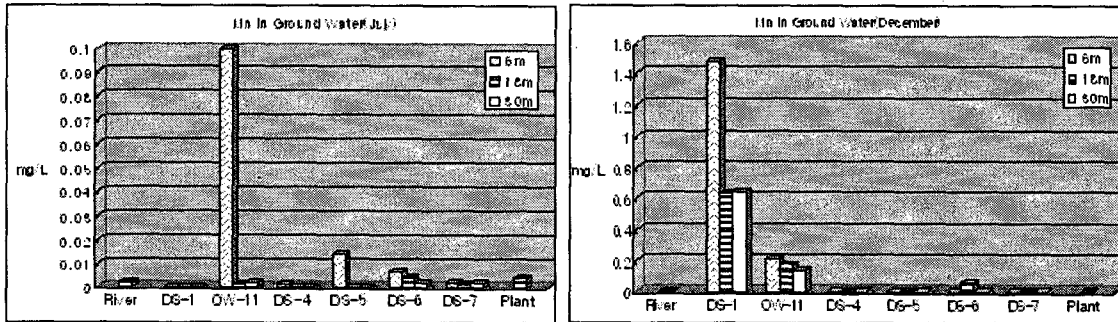 Mn in Ground Water(July)
0.1
0.09
0.08
0.07
0.06
0.05
0.04
0.03
0.02
0.01
0
mg/L
6m
18m
River DS-1 OW-11 DS-4 DS-5 DS-6 DS-7 Plant
Mn in Ground Water(December)
1.6
1.4
1.2
1
0.8
0.6
0.4
0.2
0
mg/L
6m
18m
River DS-1 OW-11 DS-4 DS-5 DS-6 DS-7 Plant